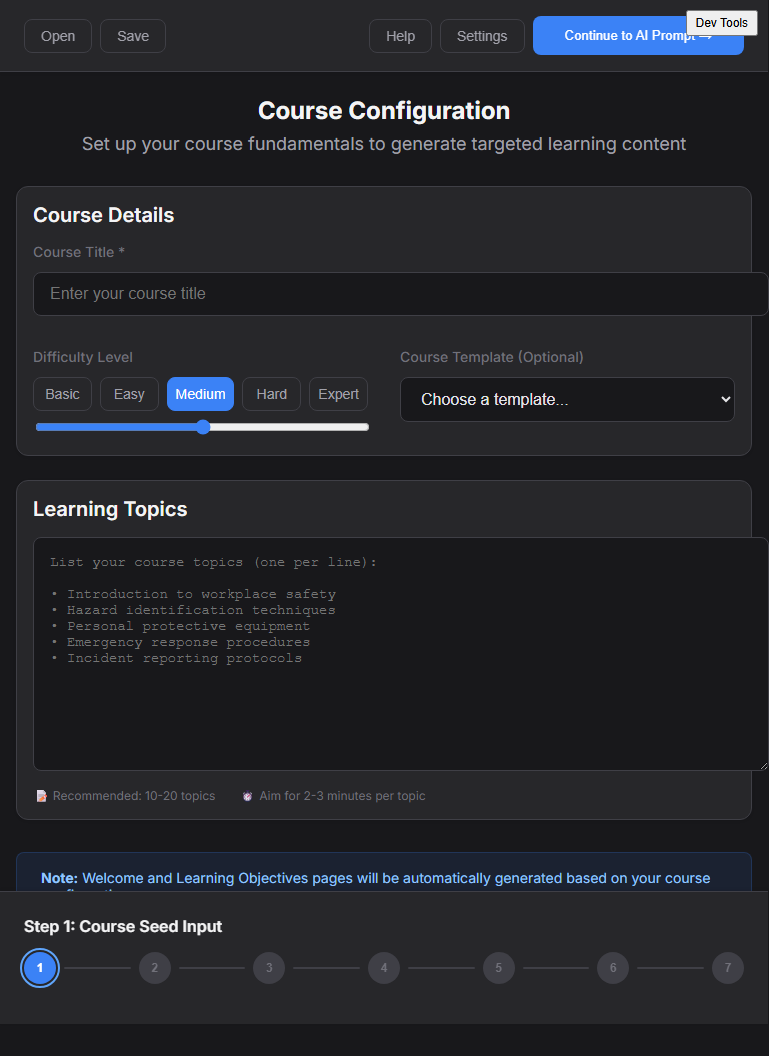 Open
Save
Help
Settings
Continue to AI Prompt →
Dev Tools
Course Configuration
Set up your course fundamentals to generate targeted learning content
Course Details
Course Title *
Enter your course title
Difficulty Level
Course Template (Optional)
Basic
Easy
Medium
Hard
Expert
Choose a template...
Learning Topics
List your course topics (one per line):
• Introduction to workplace safety
• Hazard identification techniques
• Personal protective equipment
• Emergency response procedures
• Incident reporting protocols
Recommended: 10-20 topics
Aim for 2-3 minutes per topic
Note: Welcome and Learning Objectives pages will be automatically generated based on your course
Step 1: Course Seed Input
1
2
3
4
5
6
7